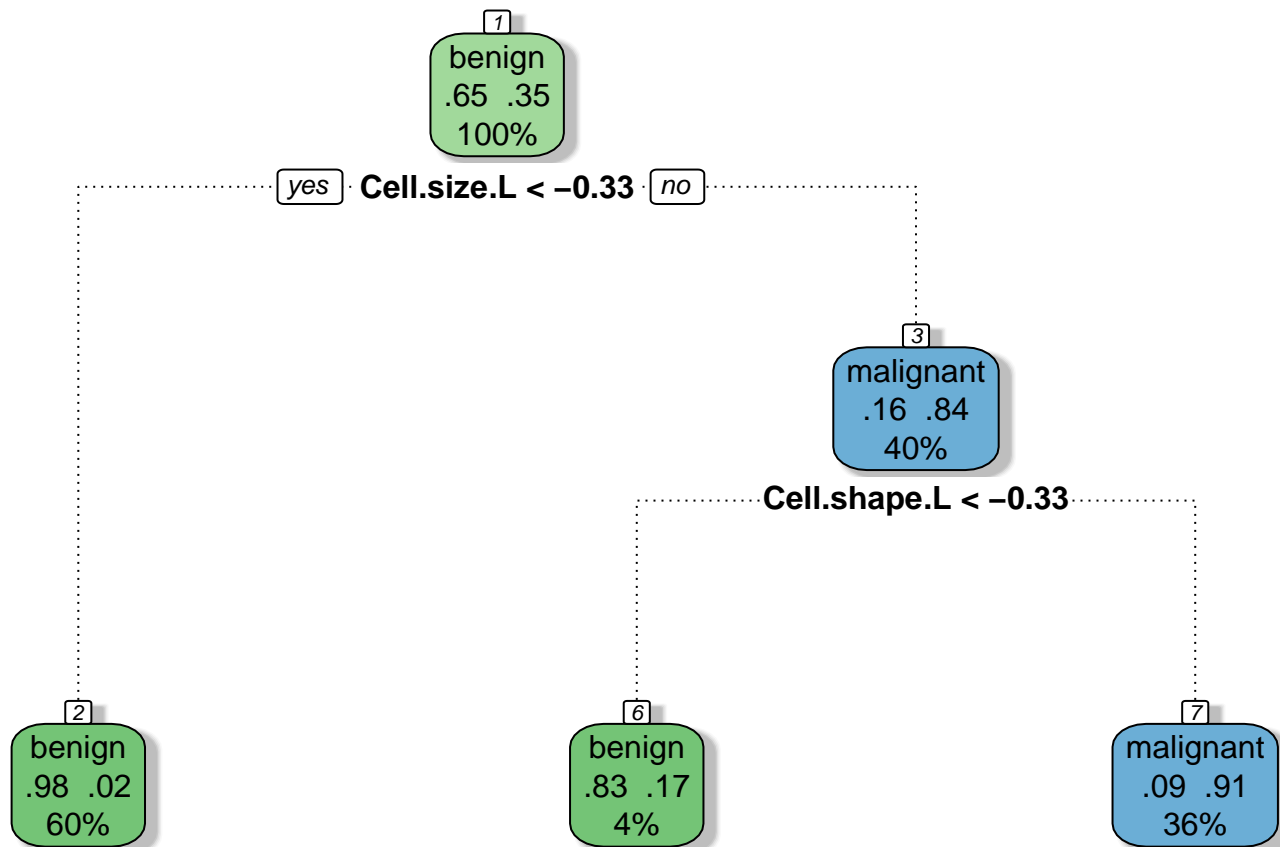 1
benign
.65 .35
100%
yes Cell.size.L < −0.33 no
3
malignant
.16 .84
40%
Cell.shape.L < −0.33
2
benign
.98 .02
60%
6
benign
.83 .17
4%
7
malignant
.09 .91
36%